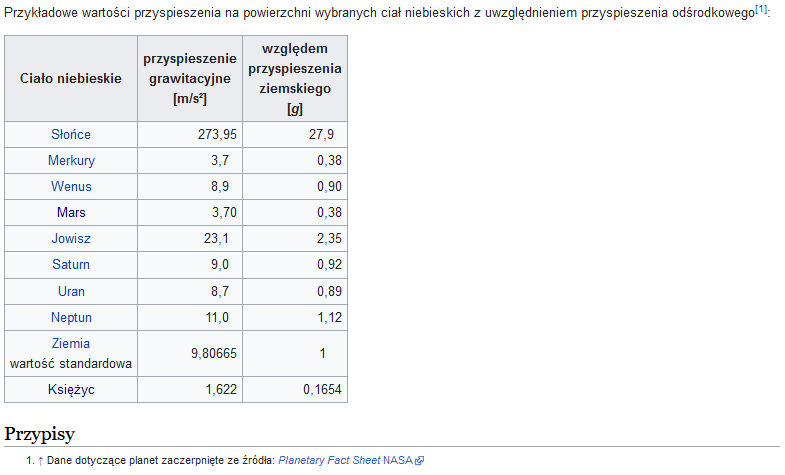 Przykładowe wartości przyspieszenia na powierzchni wybranych ciał niebieskich z uwzględnieniem przyspieszenia odśrodkowego[1]:
Ciało niebieskie
przyspieszenie
grawitacyjne
[m/s²]
względem
przyspieszenia
ziemskiego
[g]
Słońce 273,95 27,9
Merkury 3,7 0,38
Wenus 8,9 0,90
Mars 3,70 0,38
Jowisz 23,1 2,35
Saturn 9,0 0,92
Uran 8,7 0,89
Neptun 11,0 1,12
Ziemia
wartość standardowa 9,80665 1
Księżyc 1,622 0,1654
Przypisy
1. ↑ Dane dotyczące planet zaczerpnięte ze źródła: Planetary Fact Sheet NASA